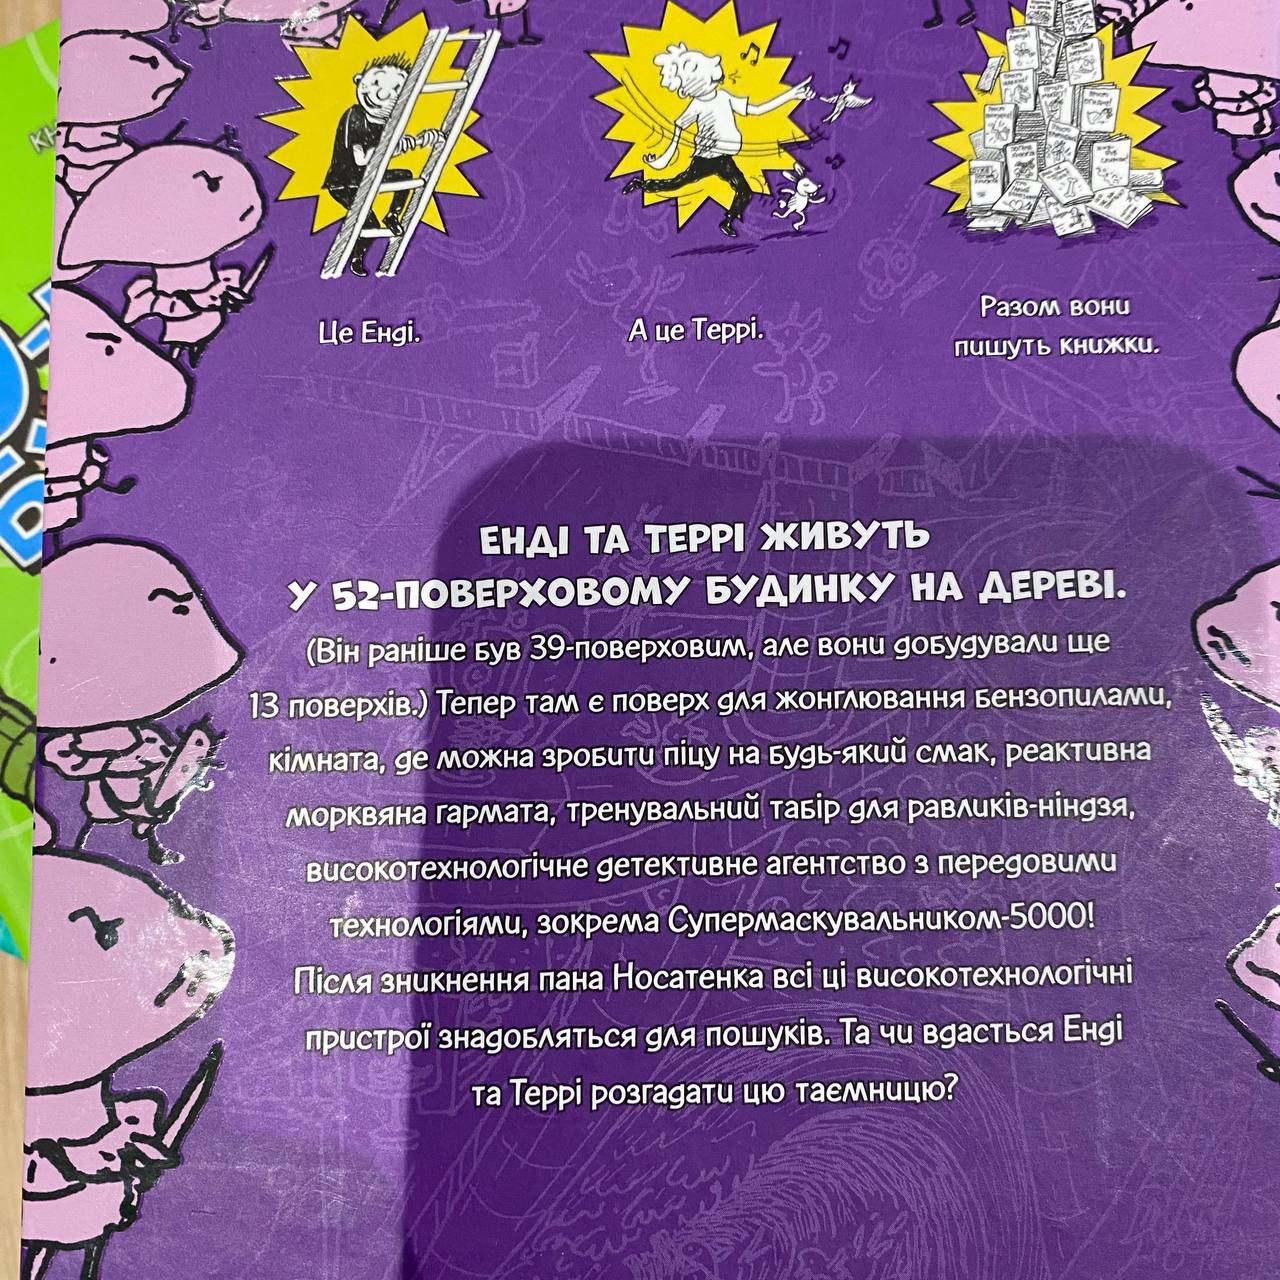 Це Енді.
А це Террі.
Разом вони
пишуть книжки.
ЕНДІ ТА ТЕРРІ ЖИВУТЬ
У 52-ПОВЕРХОВОМУ БУДИНКУ НА ДЕРЕВІ.
(Він раніше був 39-поверховим, але вони добудували ще
13 поверхів.) Тепер там є поверх для жонглювання бензопилами,
кімната, де можна зробити піцу на будь-який смак, реактивна
морквяна гармата, тренувальний табір для равликів-ніндзя,
високотехнологічне детективне агентство з передовими
технологіями, зокрема Супермаскувальником-5000!
Після зникнення пана Носатенка всі ці високотехнологічні
пристрої знадобляться для пошуків. Та чи вдасться Енді
та Террі розгадати цю таємницю?